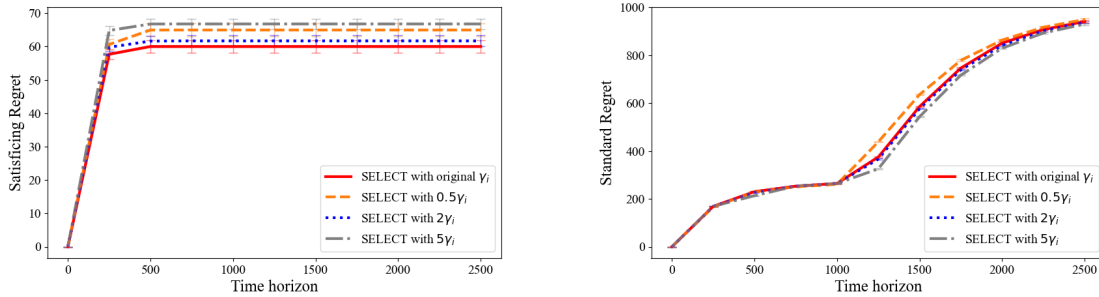 70
60
50
40
30
20
10
0
Satisficing Regret
0 500 1000 1500 2000 2500
Time horizon
SELECT with original γᵢ
SELECT with 0.5γᵢ
SELECT with 2γᵢ
SELECT with 5γᵢ
1000
800
600
400
200
0
Standard Regret
0 500 1000 1500 2000 2500
Time horizon
SELECT with original γᵢ
SELECT with 0.5γᵢ
SELECT with 2γᵢ
SELECT with 5γᵢ